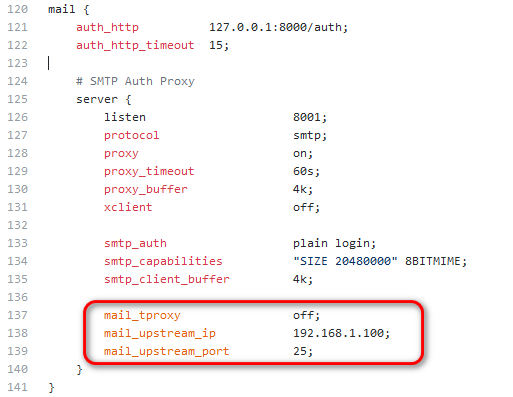 120 mail {
121     auth_http          127.0.0.1:8000/auth;
122     auth_http_timeout  15;
123
124     # SMTP Auth Proxy
125     server {
126         listen                     8001;
127         protocol                   smtp;
128         proxy                      on;
129         proxy_timeout              60s;
130         proxy_buffer               4k;
131         xclient                    off;
132
133         smtp_auth                  plain login;
134         smtp_capabilities          "SIZE 20480000" 8BITMIME;
135         smtp_client_buffer         4k;
136
137         mail_tproxy                off;
138         mail_upstream_ip           192.168.1.100;
139         mail_upstream_port         25;
140     }
141 }